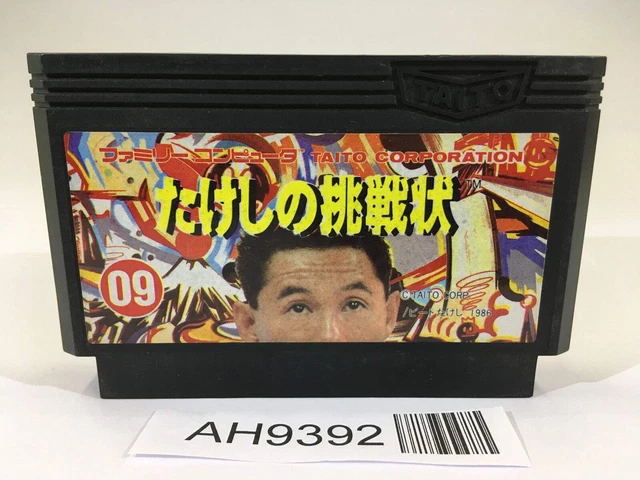 TAITO
ファミリーコンピュータ TAITO CORPORATION
たけしの挑戦状
TM
09
© TAITO CORP.
/ビートたけし 1986
AH9392